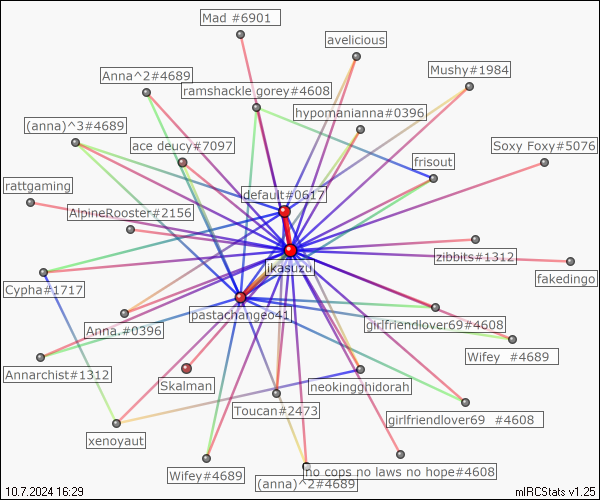 Mad #6901
avelicious
Mushy#1984
Anna^2#4689
ramshackle gorey#4608
hypomanianna#0396
(anna)^3#4689
ace deucy#7097
Soxy Foxy#5076
frisout
rattgaming
default#0617
AlpineRooster#2156
zibbits#1312
jikasuzu
fakedingo
Cypha#1717
pastachangeo41
Anna.#0396
girlfriendlover69#4608
Wifey #4689
Annarchist#1312
Skalman
neokingghidorah
Toucan#2473
girlfriendlover69 #4608
xenoyaut
Wifey#4689
no cops no laws no hope#4608
(anna)^2#4689
10.7.2024 16:29
mIRCStats v1.25